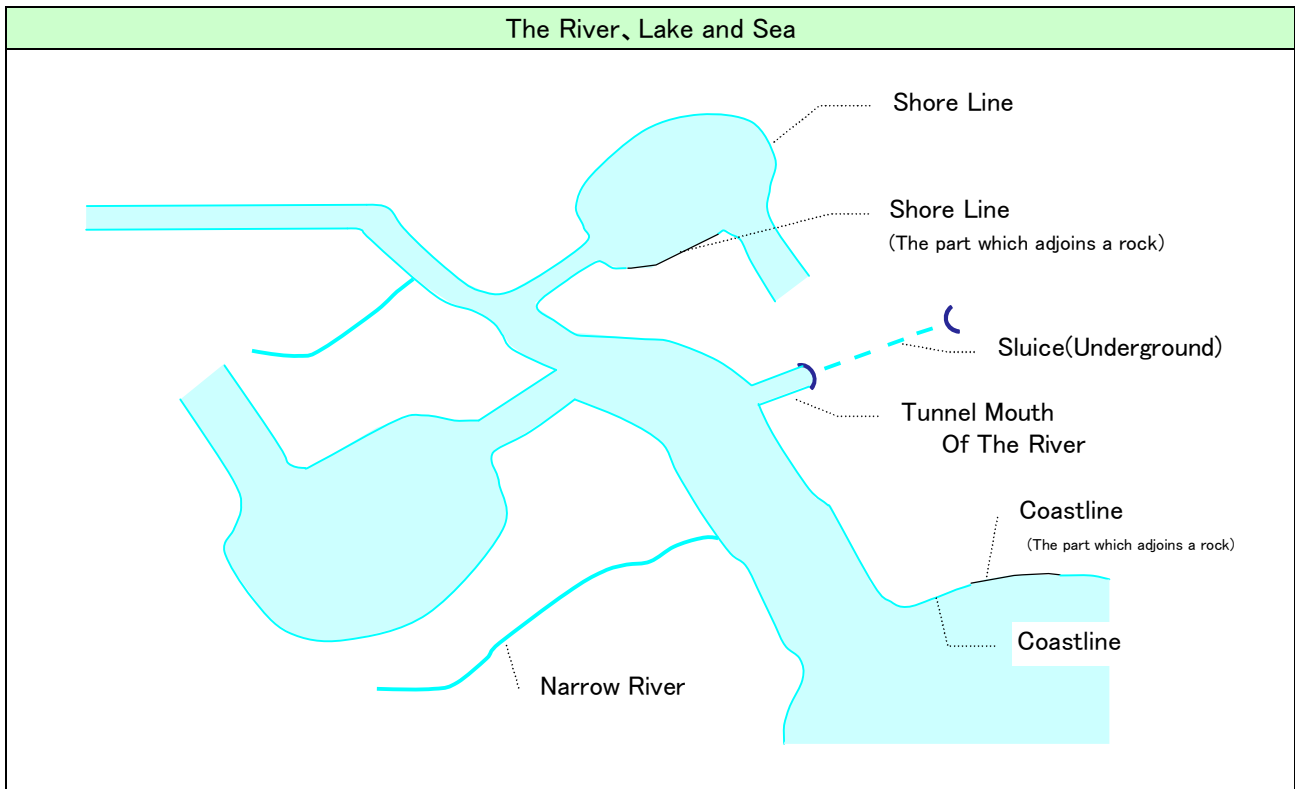 The River、Lake and Sea
Shore Line
Shore Line
(The part which adjoins a rock)
Sluice(Underground)
Tunnel Mouth
Of The River
Coastline
(The part which adjoins a rock)
Coastline
Narrow River